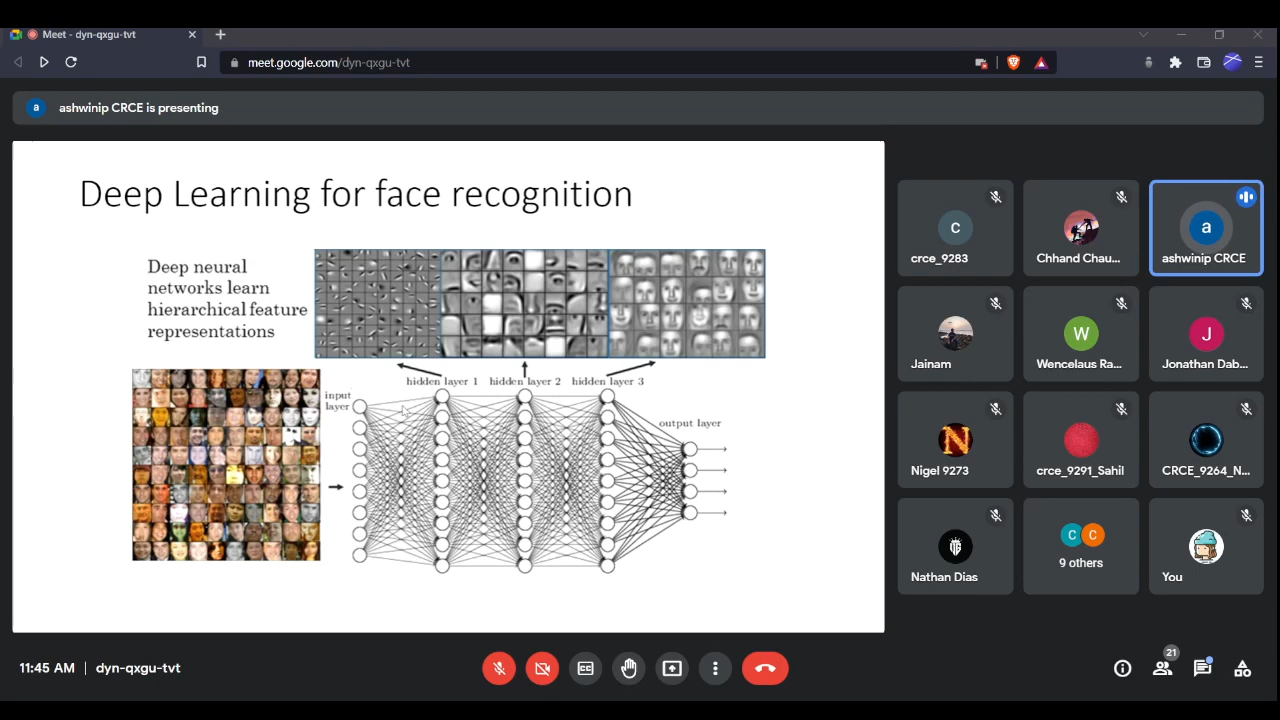 Meet - dyn-qxgu-tvt
meet.google.com/dyn-qxgu-tvt
a ashwinip CRCE is presenting
Deep Learning for face recognition
Deep neural
networks learn
hierarchical feature
representations
hidden layer 1 hidden layer 2 hidden layer 3
input
layer
output layer
c
crce_9283
Chhand Chau...
a
ashwinip CRCE
Jainam
W
Wencelaus Ra...
J
Jonathan Dab...
N
Nigel 9273
crce_9291_Sahil
CRCE_9264_N...
Nathan Dias
C C
9 others
You
11:45 AM | dyn-qxgu-tvt
CC
21